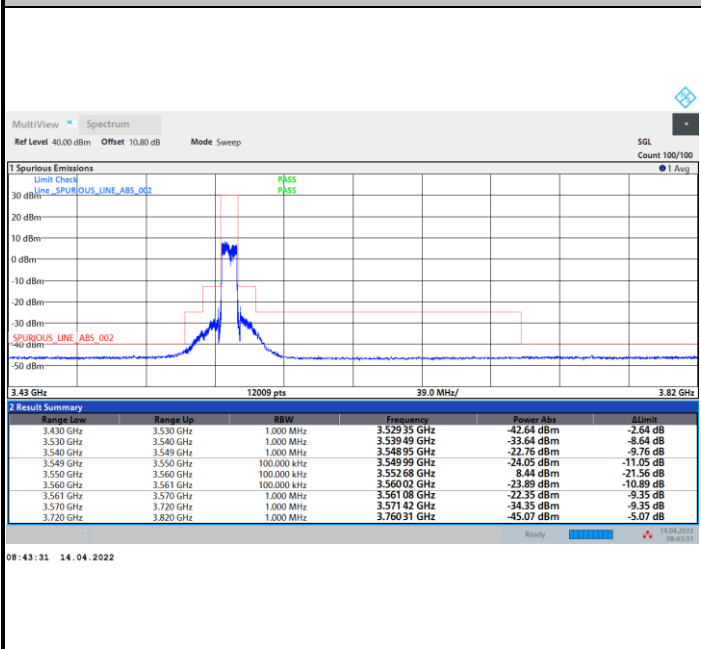 MultiView Spectrum
Ref Level 40.00 dBm Offset 10.80 dB Mode Sweep SGL
Count 100/100
1 Spurious Emissions 1 Avg
Limit Check PASS
Line _SPURIOUS_LINE_ABS_002 PASS
30 dBm
20 dBm
10 dBm
0 dBm
-10 dBm
-20 dBm
-30 dBm
_SPURIOUS_LINE_ABS_002
-40 dBm
-50 dBm
3.43 GHz 12009 pts 39.0 MHz/ 3.82 GHz
2 Result Summary
Range Low Range Up RBW Frequency Power Abs ΔLimit
3.430 GHz 3.530 GHz 1.000 MHz 3.529 35 GHz -42.64 dBm -2.64 dB
3.530 GHz 3.540 GHz 1.000 MHz 3.539 49 GHz -33.64 dBm -8.64 dB
3.540 GHz 3.549 GHz 1.000 MHz 3.548 95 GHz -22.76 dBm -9.76 dB
3.549 GHz 3.550 GHz 100.000 kHz 3.549 99 GHz -24.05 dBm -11.05 dB
3.550 GHz 3.560 GHz 100.000 kHz 3.552 68 GHz 8.44 dBm -21.56 dB
3.560 GHz 3.561 GHz 100.000 kHz 3.560 02 GHz -23.89 dBm -10.89 dB
3.561 GHz 3.570 GHz 1.000 MHz 3.561 08 GHz -22.35 dBm -9.35 dB
3.570 GHz 3.720 GHz 1.000 MHz 3.571 42 GHz -34.35 dBm -9.35 dB
3.720 GHz 3.820 GHz 1.000 MHz 3.760 31 GHz -45.07 dBm -5.07 dB
Ready 14.04.2022
08:43:31
08:43:31 14.04.2022